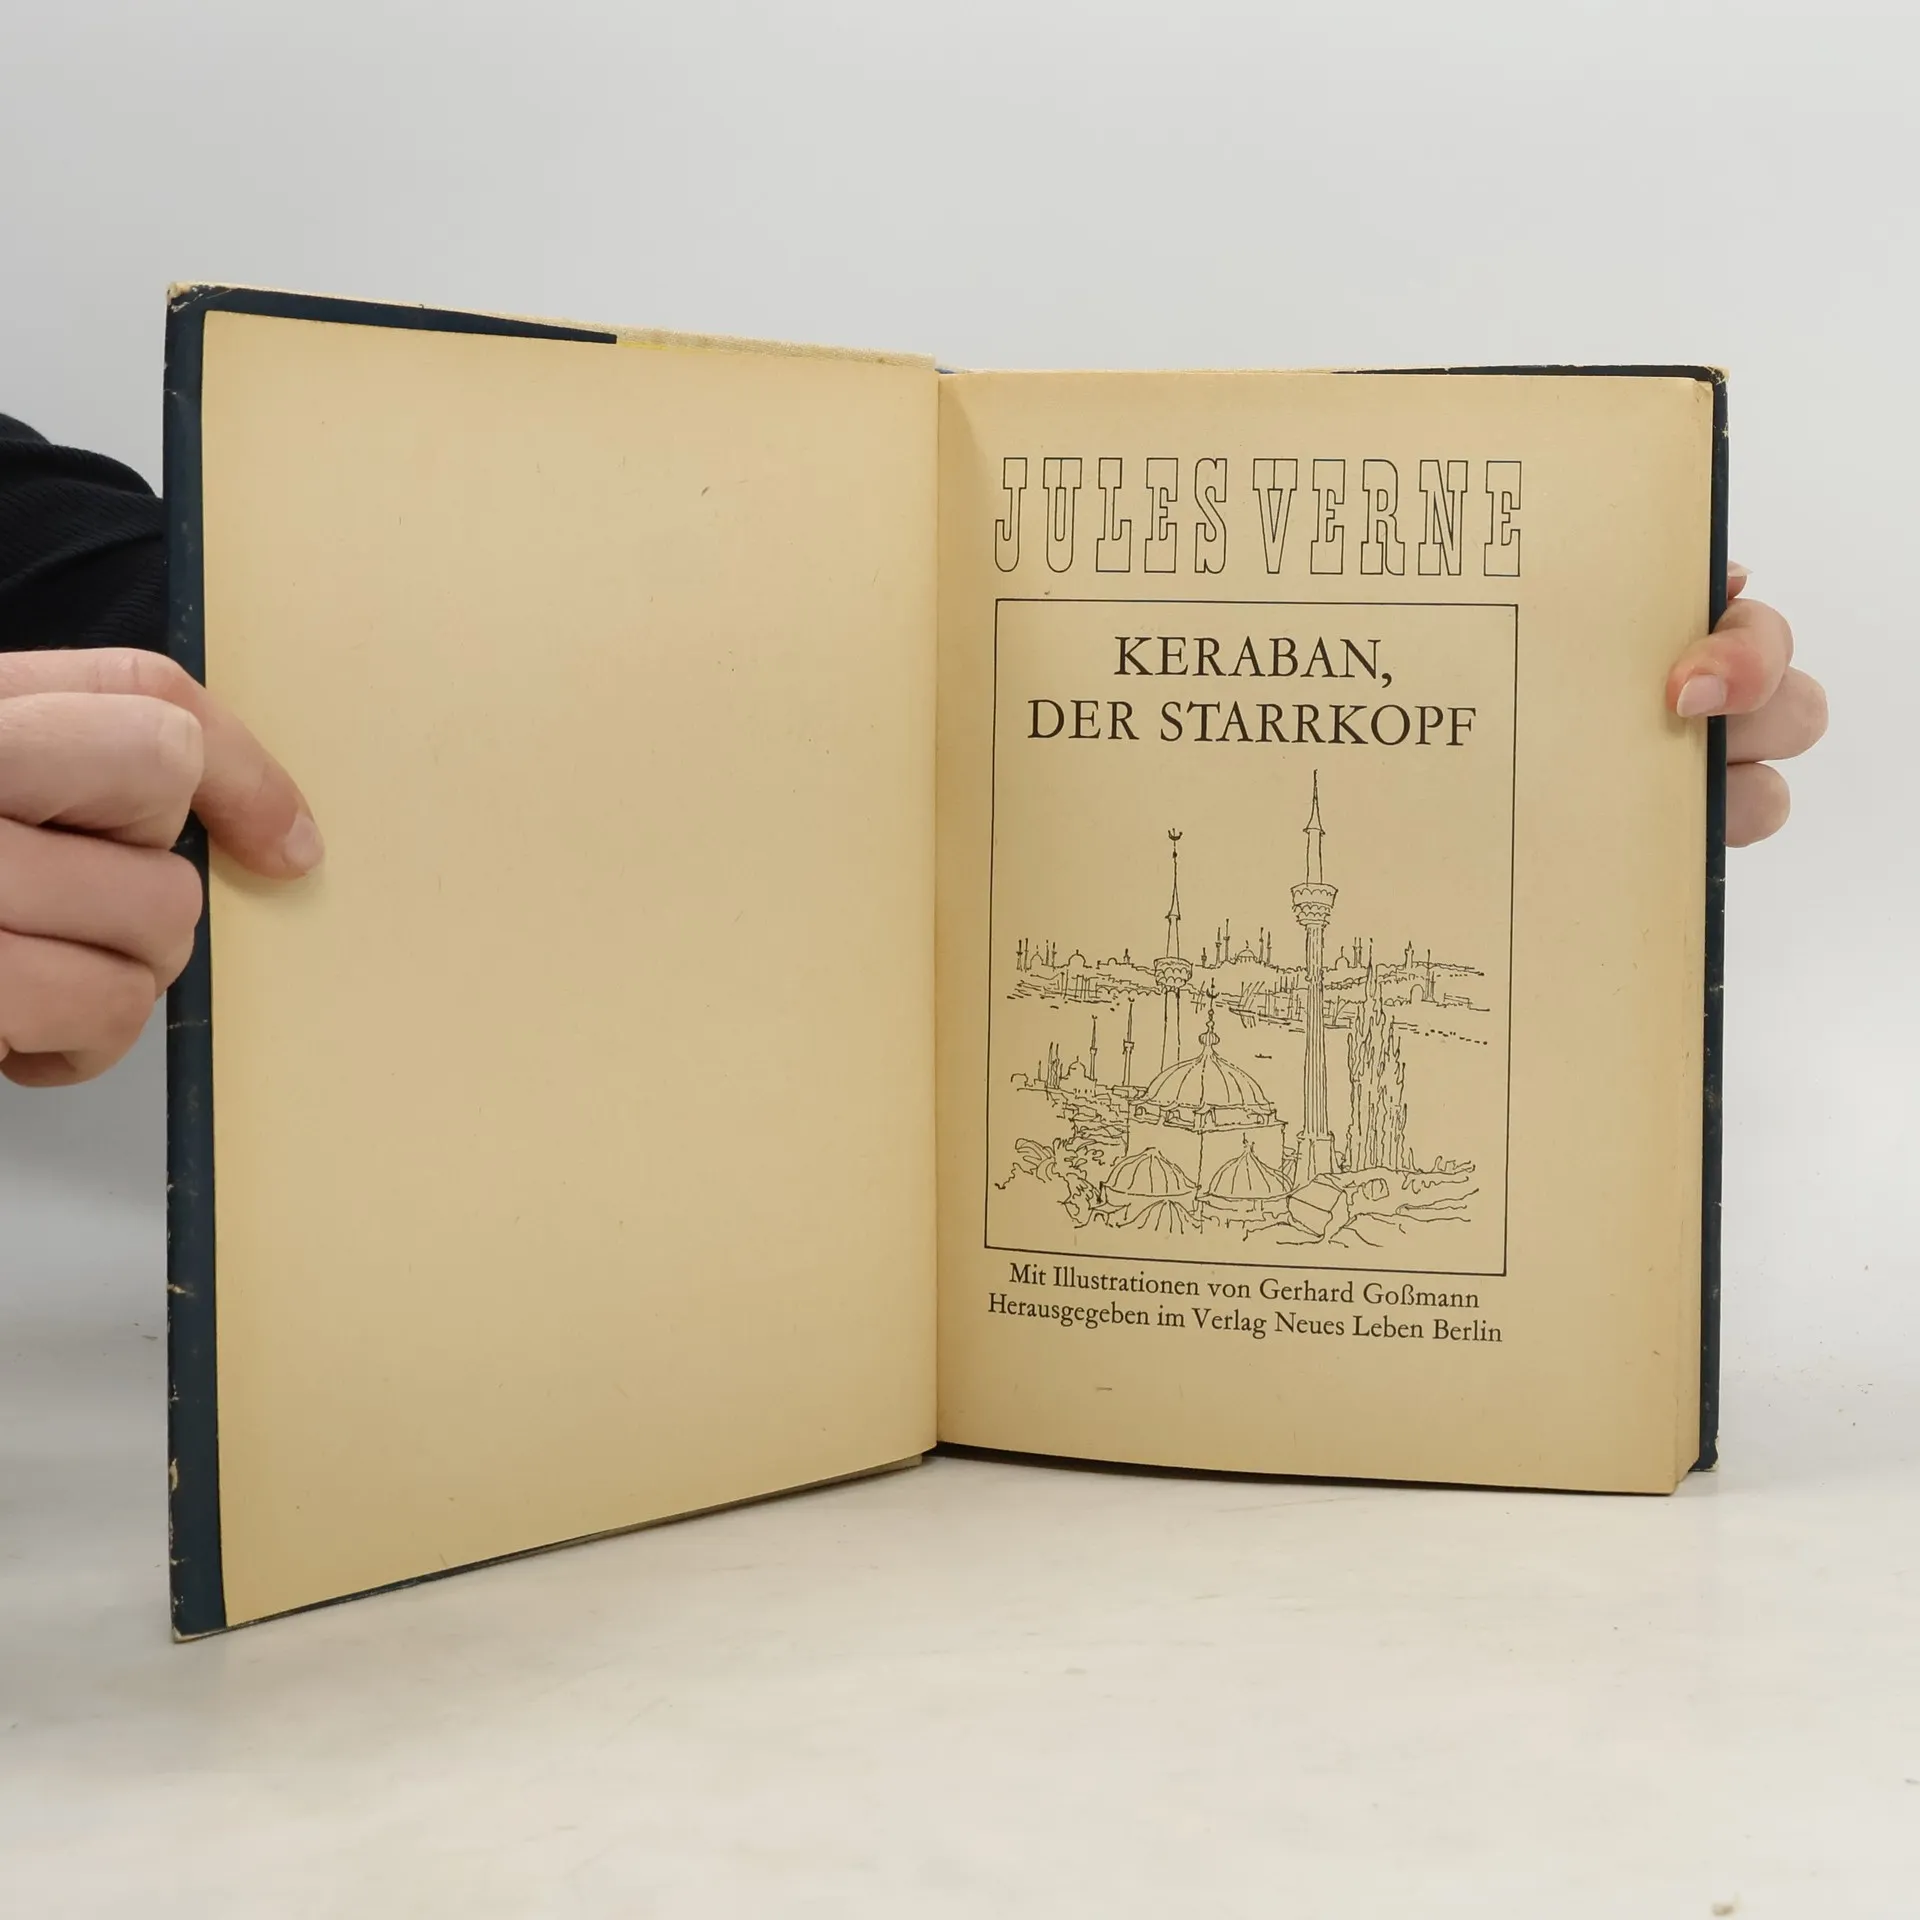 JULES VERNE
KERABAN,
DER STARRKOPF
Mit Illustrationen von Gerhard Goßmann
Herausgegeben im Verlag Neues Leben Berlin